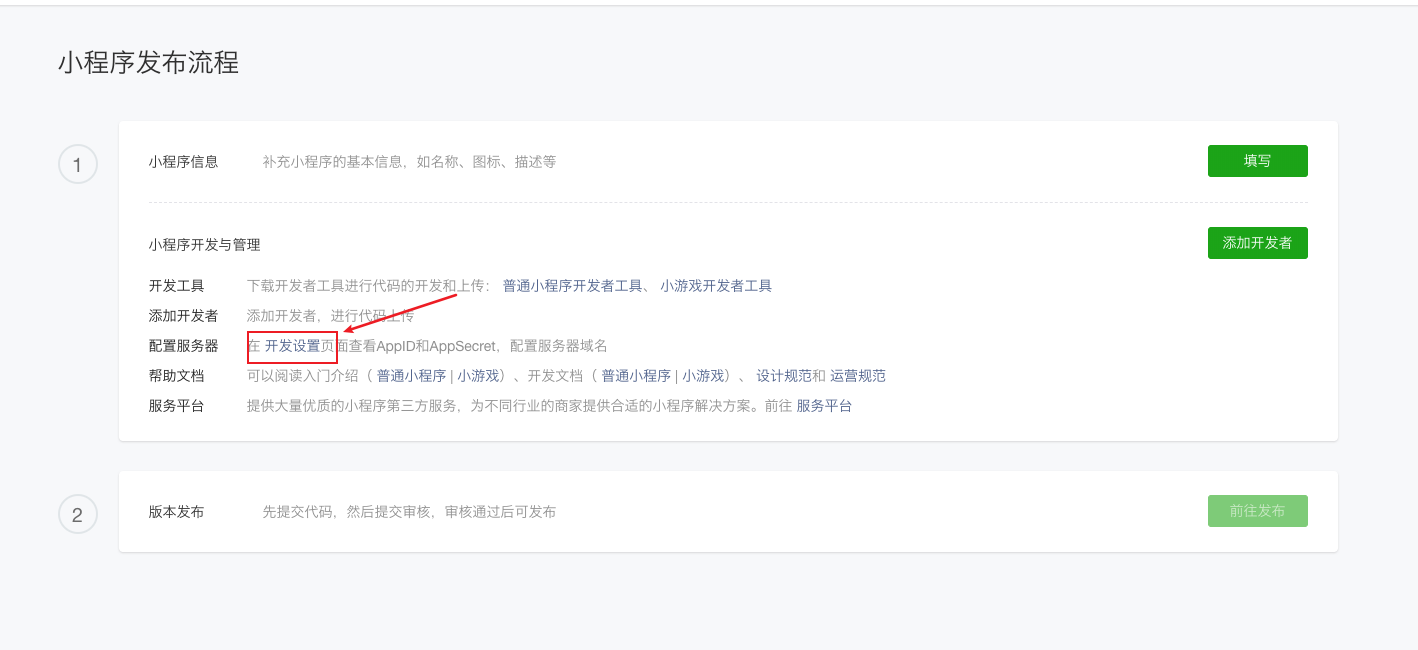 小程序发布流程
1
小程序信息 补充小程序的基本信息，如名称、图标、描述等 填写
小程序开发与管理 添加开发者
开发工具 下载开发者工具进行代码的开发和上传： 普通小程序开发者工具、 小游戏开发者工具
添加开发者 添加开发者，进行代码上传
配置服务器 在 开发设置页面查看AppID和AppSecret，配置服务器域名
帮助文档 可以阅读入门介绍（ 普通小程序 | 小游戏）、开发文档（ 普通小程序 | 小游戏）、 设计规范和 运营规范
服务平台 提供大量优质的小程序第三方服务，为不同行业的商家提供合适的小程序解决方案。前往 服务平台
2
版本发布 先提交代码，然后提交审核，审核通过后可发布 前往发布